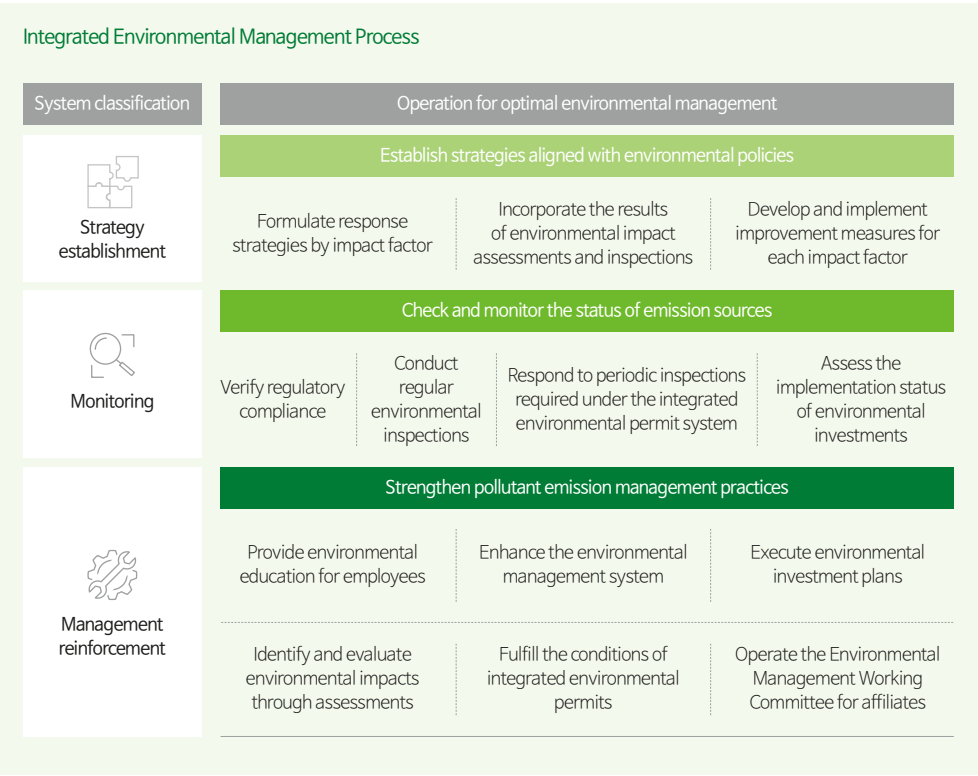 Integrated Environmental Management Process
System classification
Operation for optimal environmental management
Strategy
establishment
Establish strategies aligned with environmental policies
Formulate response
strategies by impact factor
Incorporate the results
of environmental impact
assessments and inspections
Develop and implement
improvement measures for
each impact factor
Monitoring
Check and monitor the status of emission sources
Verify regulatory
compliance
Conduct
regular
environmental
inspections
Respond to periodic inspections
required under the integrated
environmental permit system
Assess the
implementation status
of environmental
investments
Management
reinforcement
Strengthen pollutant emission management practices
Provide environmental
education for employees
Enhance the environmental
management system
Execute environmental
investment plans
Identify and evaluate
environmental impacts
through assessments
Fulfill the conditions of
integrated environmental
permits
Operate the Environmental
Management Working
Committee for affiliates